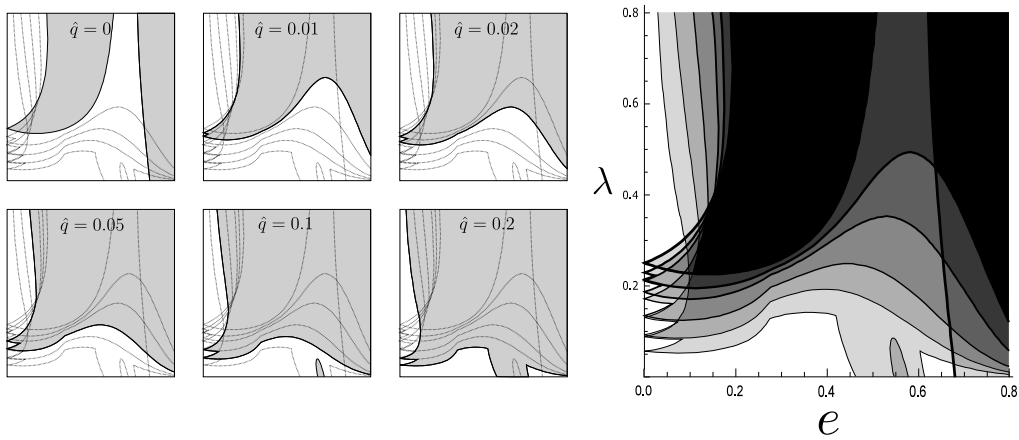 q̂ = 0
q̂ = 0.01
q̂ = 0.02
q̂ = 0.05
q̂ = 0.1
q̂ = 0.2
0.8
0.6
λ
0.4
0.2
0.0 0.2 0.4 0.6 0.8
e